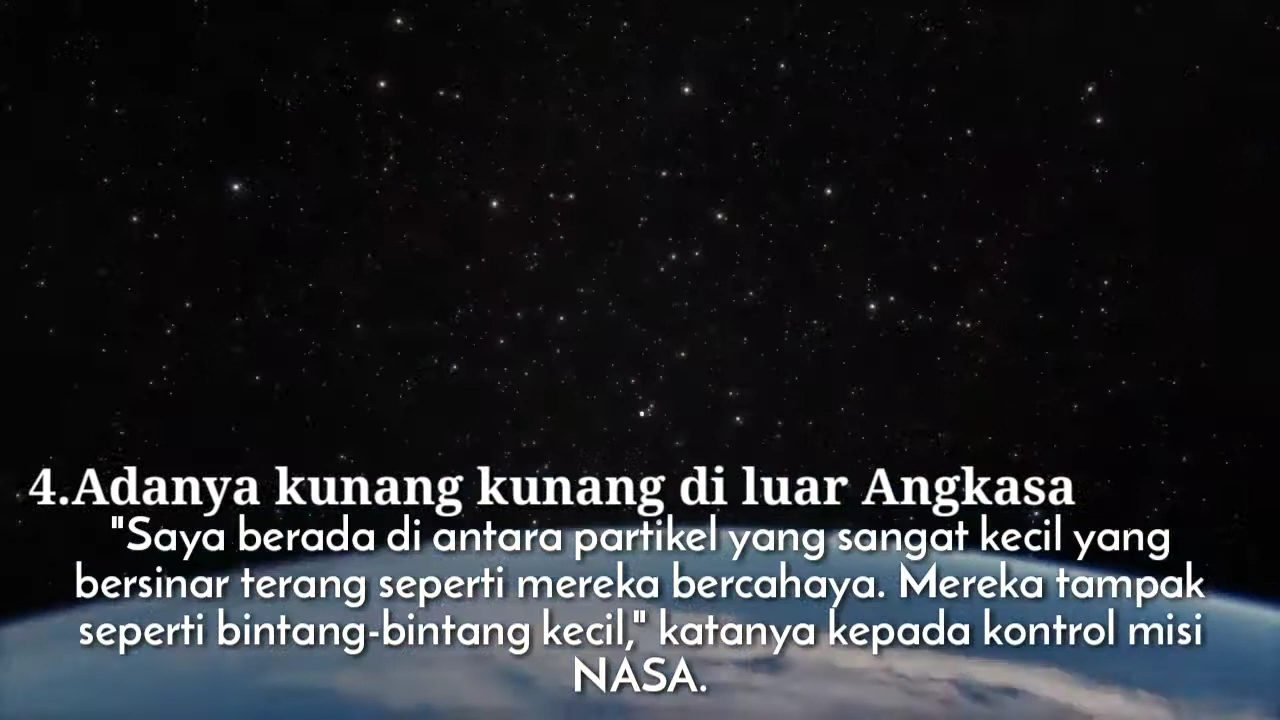 4.Adanya kunang kunang di luar Angkasa
"Saya berada di antara partikel yang sangat kecil yang
bersinar terang seperti mereka bercahaya. Mereka tampak
seperti bintang-bintang kecil," katanya kepada kontrol misi
NASA.